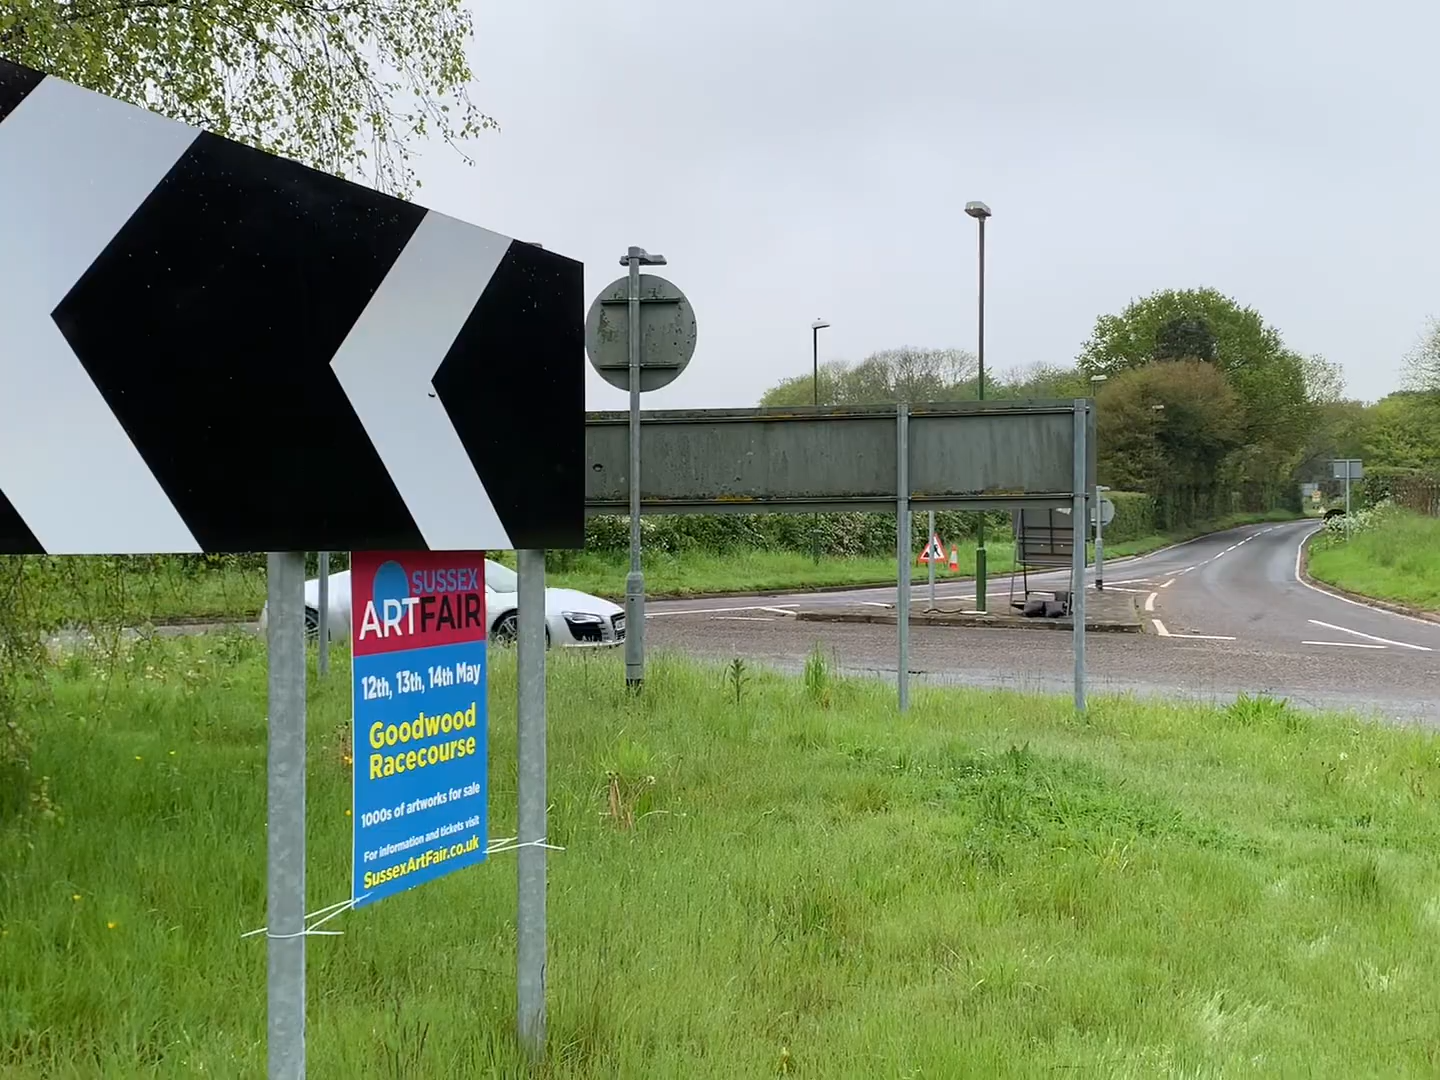 SUSSEX
ARTFAIR
12th, 13th, 14th May
Goodwood
Racecourse
1000s of artworks for sale
For information and tickets visit
SussexArtFair.co.uk